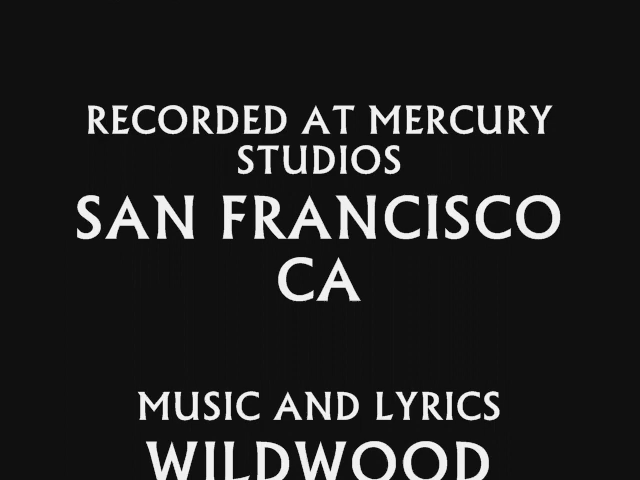 RECORDED AT MERCURY
STUDIOS
SAN FRANCISCO
CA
MUSIC AND LYRICS
WILDWOOD